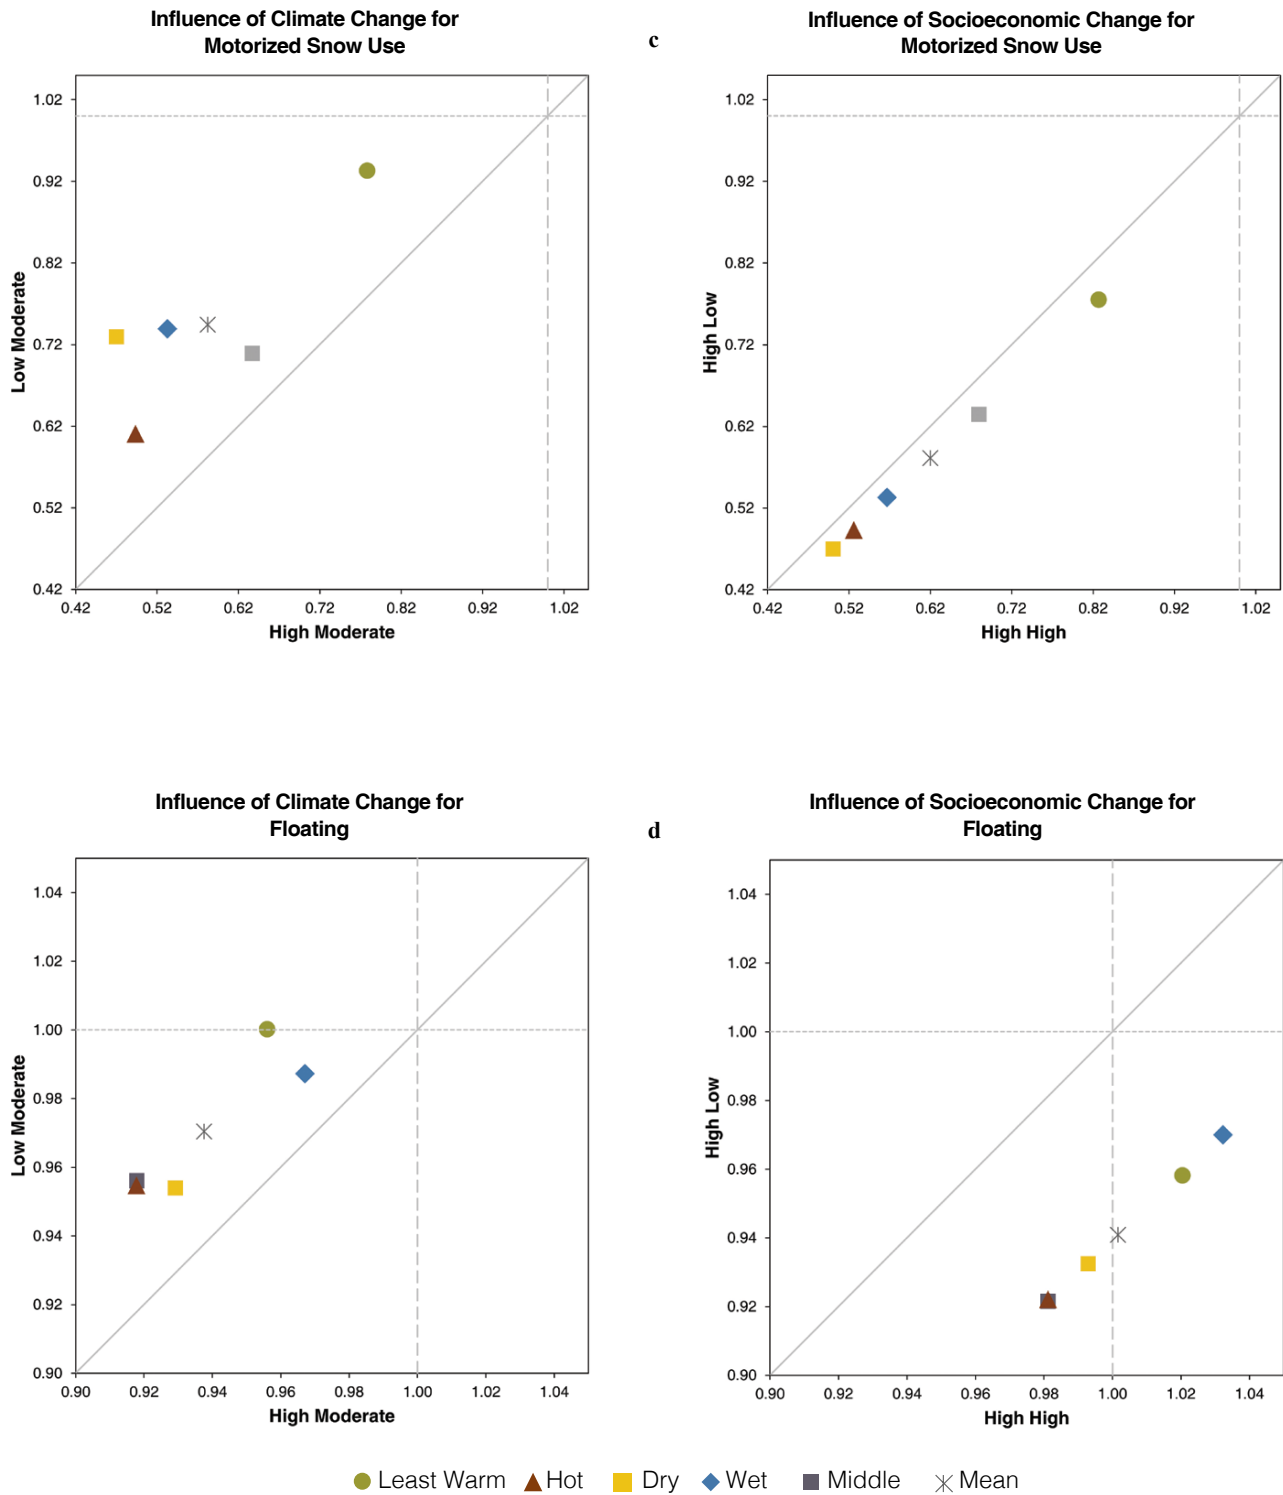 Influence of Climate Change for
Motorized Snow Use
1.02
0.92
0.82
0.72
0.62
0.52
0.42
Low Moderate
0.42 0.52 0.62 0.72 0.82 0.92 1.02
High Moderate
c
Influence of Socioeconomic Change for
Motorized Snow Use
1.02
0.92
0.82
0.72
0.62
0.52
0.42
High Low
0.42 0.52 0.62 0.72 0.82 0.92 1.02
High High
Influence of Climate Change for
Floating
1.04
1.02
1.00
0.98
0.96
0.94
0.92
0.90
Low Moderate
0.90 0.92 0.94 0.96 0.98 1.00 1.02 1.04
High Moderate
d
Influence of Socioeconomic Change for
Floating
1.04
1.02
1.00
0.98
0.96
0.94
0.92
0.90
High Low
0.90 0.92 0.94 0.96 0.98 1.00 1.02 1.04
High High
Least Warm Hot Dry Wet Middle Mean